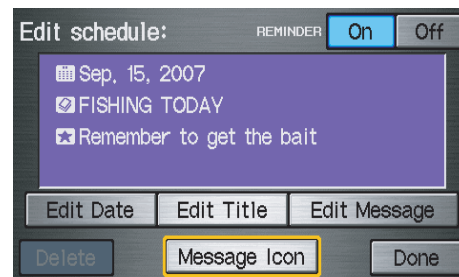 Edit schedule: REMINDER On Off
Sep. 15, 2007
FISHING TODAY
Remember to get the bait
Edit Date Edit Title Edit Message
Delete Message Icon Done